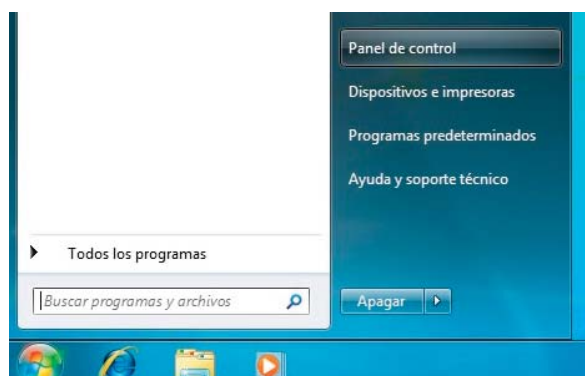 Panel de control
Dispositivos e impresoras
Programas predeterminados
Ayuda y soporte técnico
Todos los programas
Buscar programas y archivos
Apagar